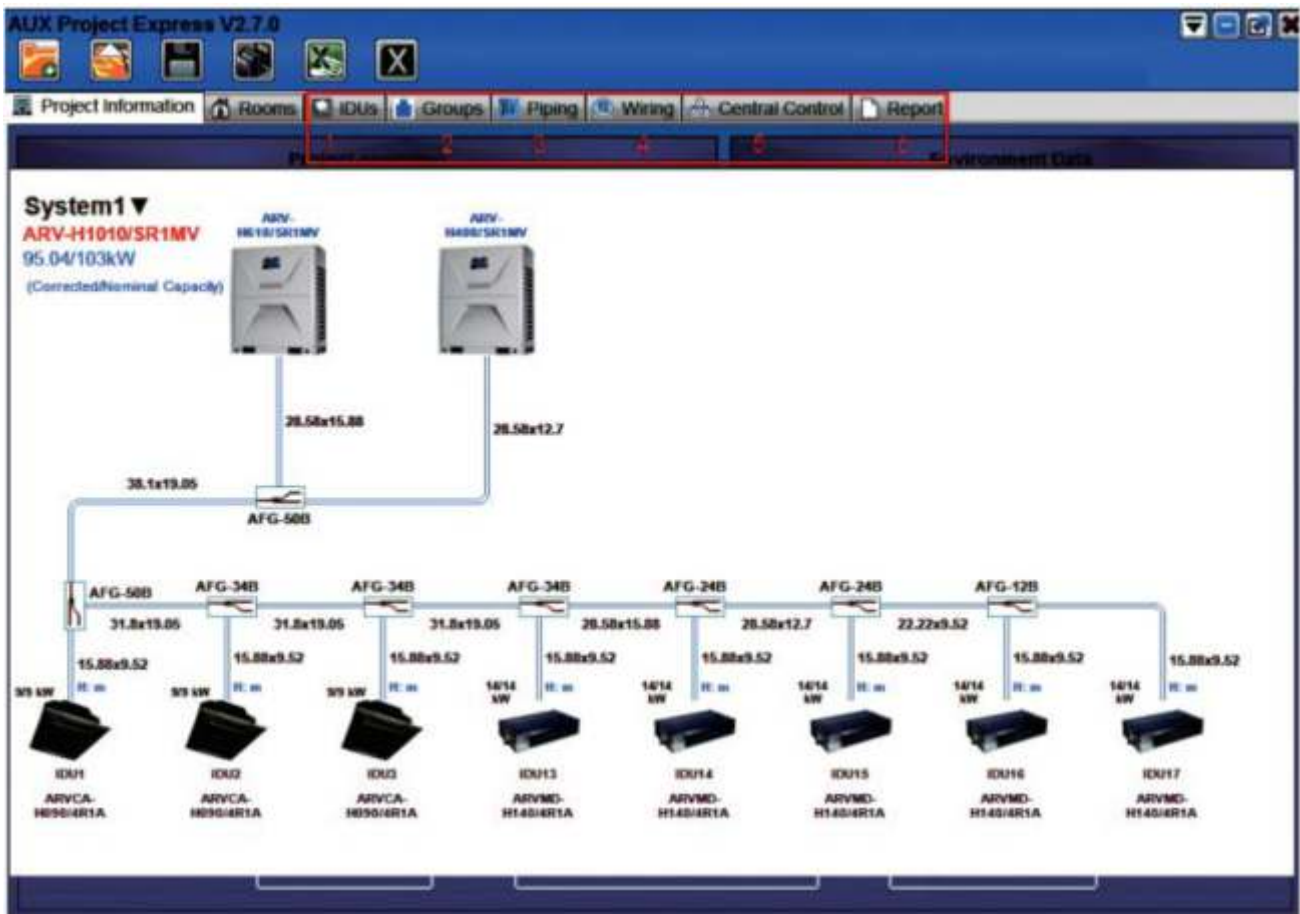 AUX Project Express V2.7.0
Project Information Rooms IDUs Groups Piping Wiring Central Control Report
1 2 3 4 5 6
Environment Data
System1▼
ARV-H1010/SR1MV
95.04/103kW
(Corrected/Nominal Capacity)
ARV-
H610/SR1MV
ARV-
H400/SR1MV
28.58x15.88
28.58x12.7
38.1x19.05
AFG-50B
AFG-50B AFG-34B AFG-34B AFG-34B AFG-24B AFG-24B AFG-12B
31.8x19.05 31.8x19.05 31.8x19.05 28.58x15.88 28.58x12.7 22.22x9.52
15.88x9.52 15.88x9.52 15.88x9.52 15.88x9.52 15.88x9.52 15.88x9.52 15.88x9.52 15.88x9.52
9/9 kW H: m 9/9 kW H: m 9/9 kW H: m 14/14 kW H: m 14/14 kW H: m 14/14 kW H: m 14/14 kW H: m 14/14 kW H: m
IDU1 IDU2 IDU3 IDU13 IDU14 IDU15 IDU16 IDU17
ARVCA- ARVCA- ARVCA- ARVMD- ARVMD- ARVMD- ARVMD- ARVMD-
H090/4R1A H090/4R1A H090/4R1A H140/4R1A H140/4R1A H140/4R1A H140/4R1A H140/4R1A